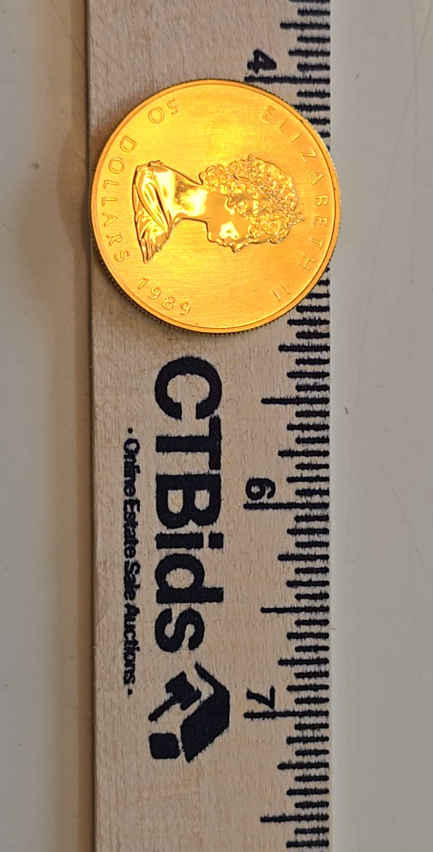 4
ELIZABETH II
50 DOLLARS 1989
6
CTBids
· Online Estate Sale Auctions ·
7